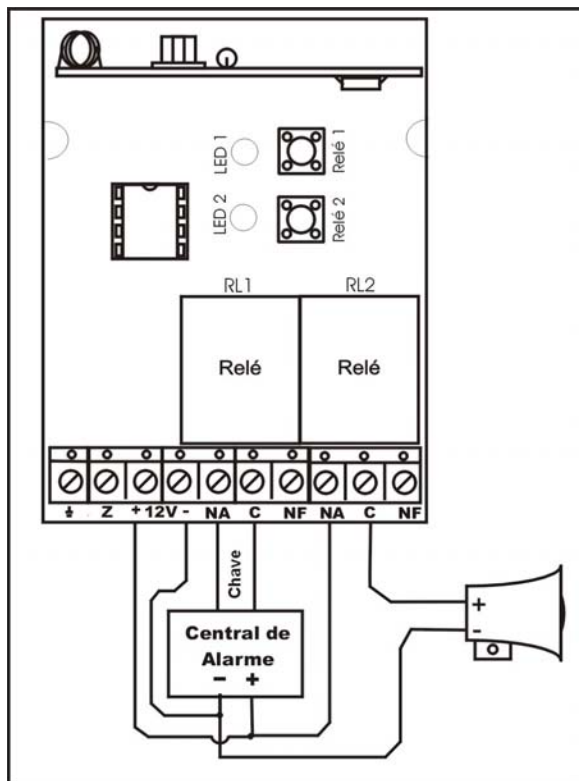 LED 1
Relé 1
LED 2
Relé 2
RL1 RL2
Relé Relé
⏚ Z + 12V - NA C NF NA C NF
Chave
Central de
Alarme
- +
+
-